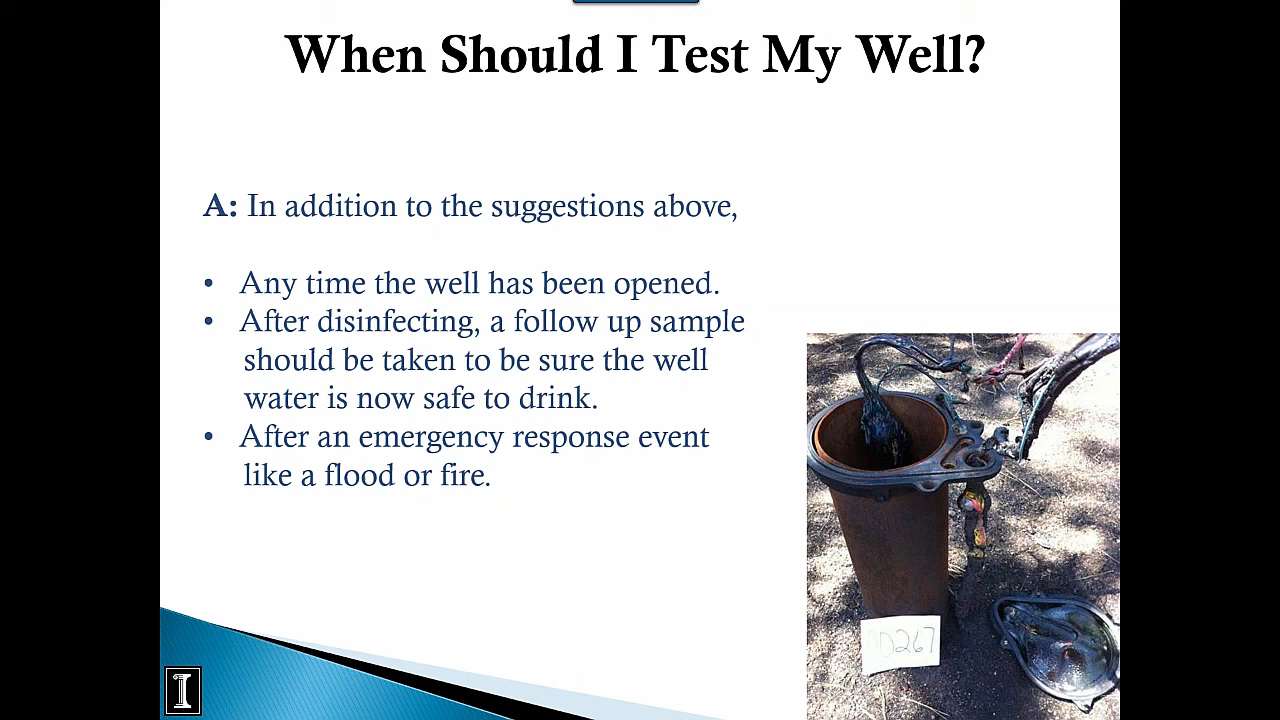 When Should I Test My Well?
A: In addition to the suggestions above,
• Any time the well has been opened.
• After disinfecting, a follow up sample
should be taken to be sure the well
water is now safe to drink.
• After an emergency response event
like a flood or fire.
D267
I